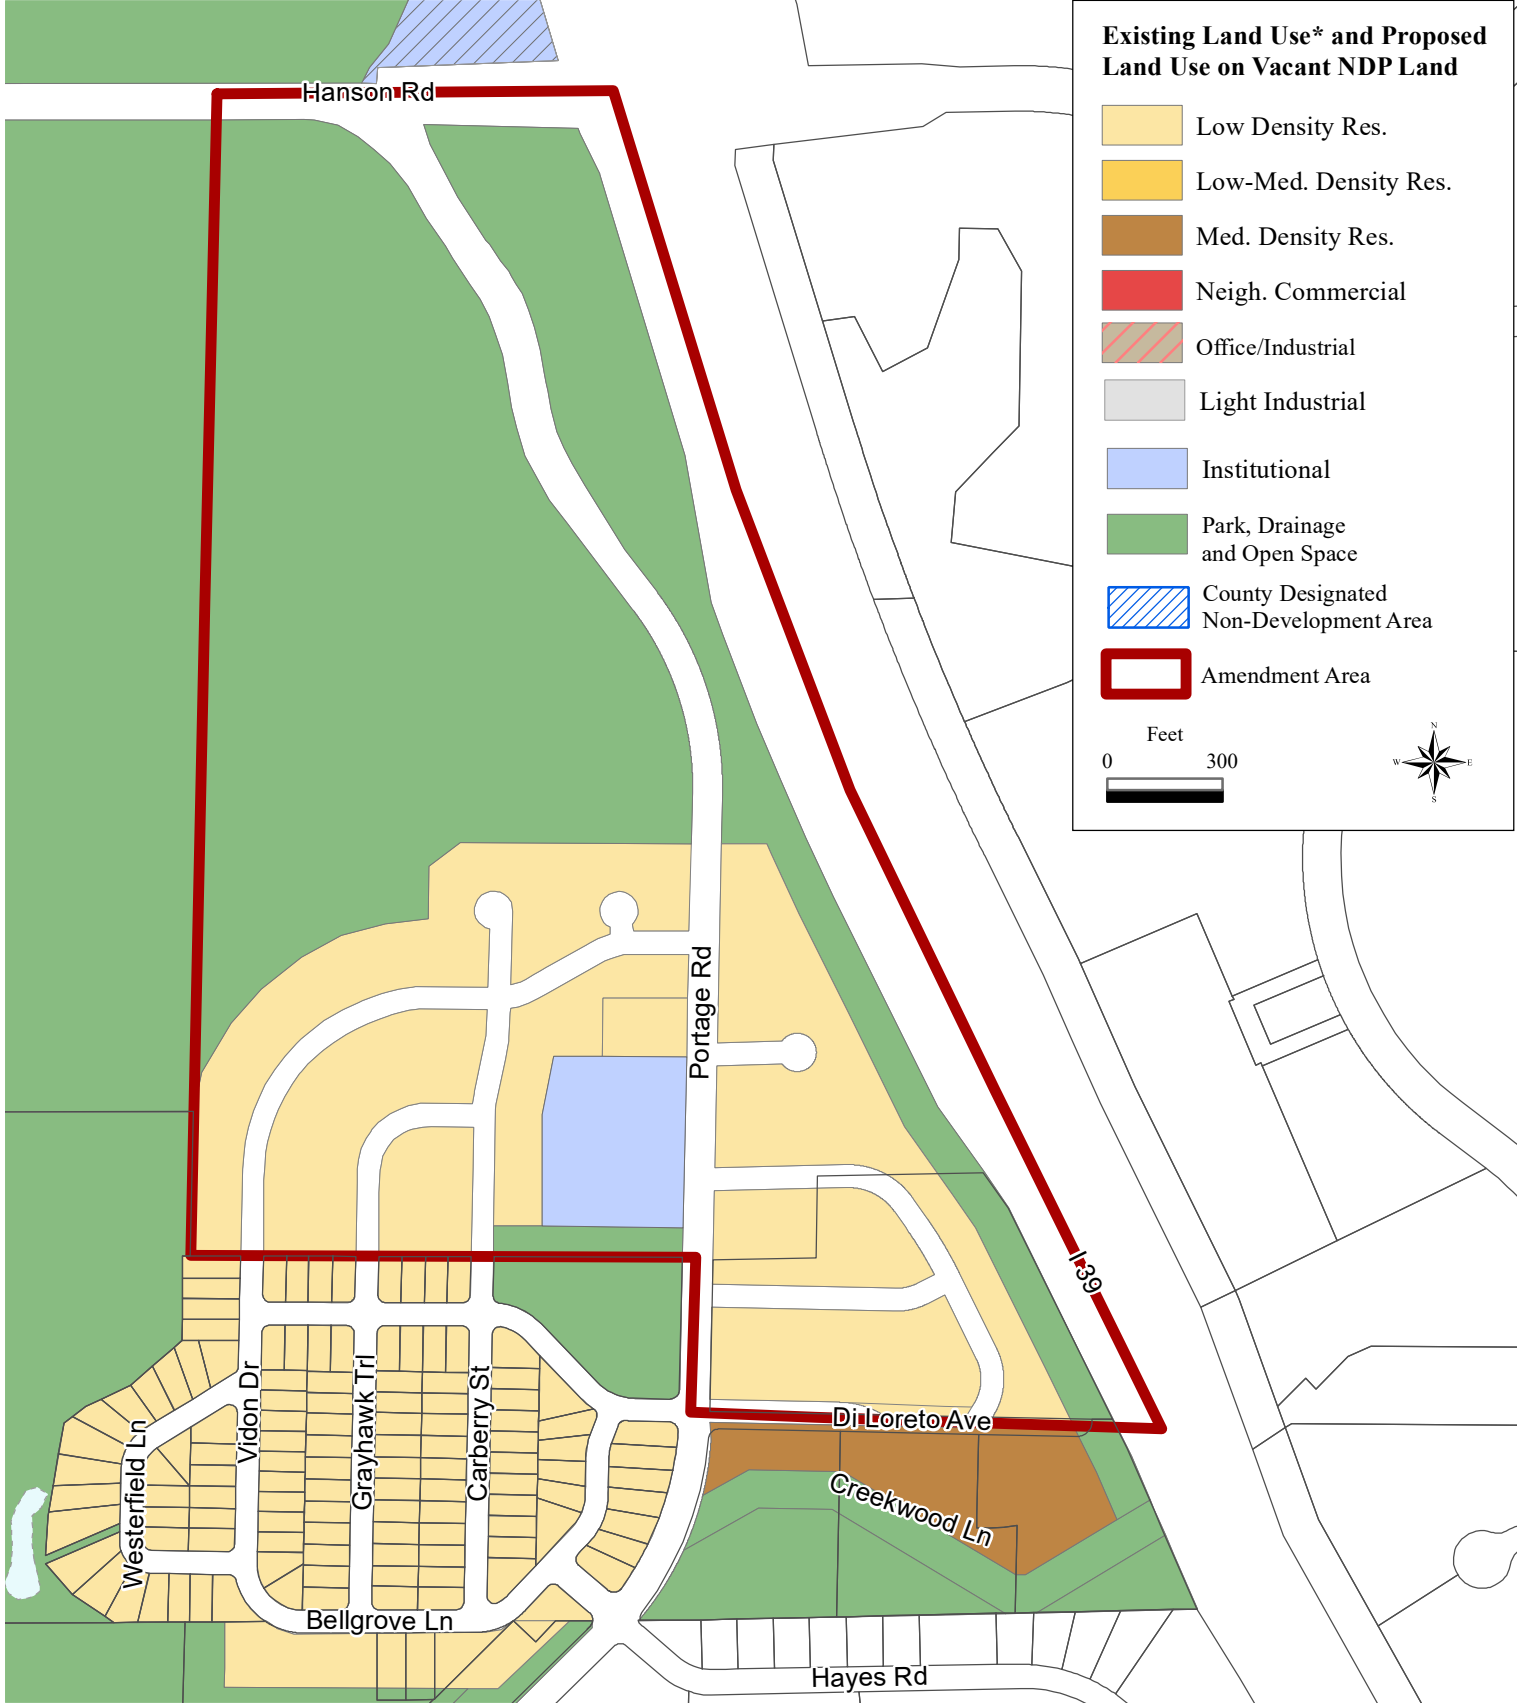 Existing Land Use* and Proposed
Land Use on Vacant NDP Land
Low Density Res.
Low-Med. Density Res.
Med. Density Res.
Neigh. Commercial
Office/Industrial
Light Industrial
Institutional
Park, Drainage
and Open Space
County Designated
Non-Development Area
Amendment Area
Feet
0 300
N
W E
S
Hanson Rd
Portage Rd
I-39
Di Loreto Ave
Creekwood Ln
Vidon Dr
Grayhawk Trl
Carberry St
Westerfield Ln
Bellgrove Ln
Hayes Rd